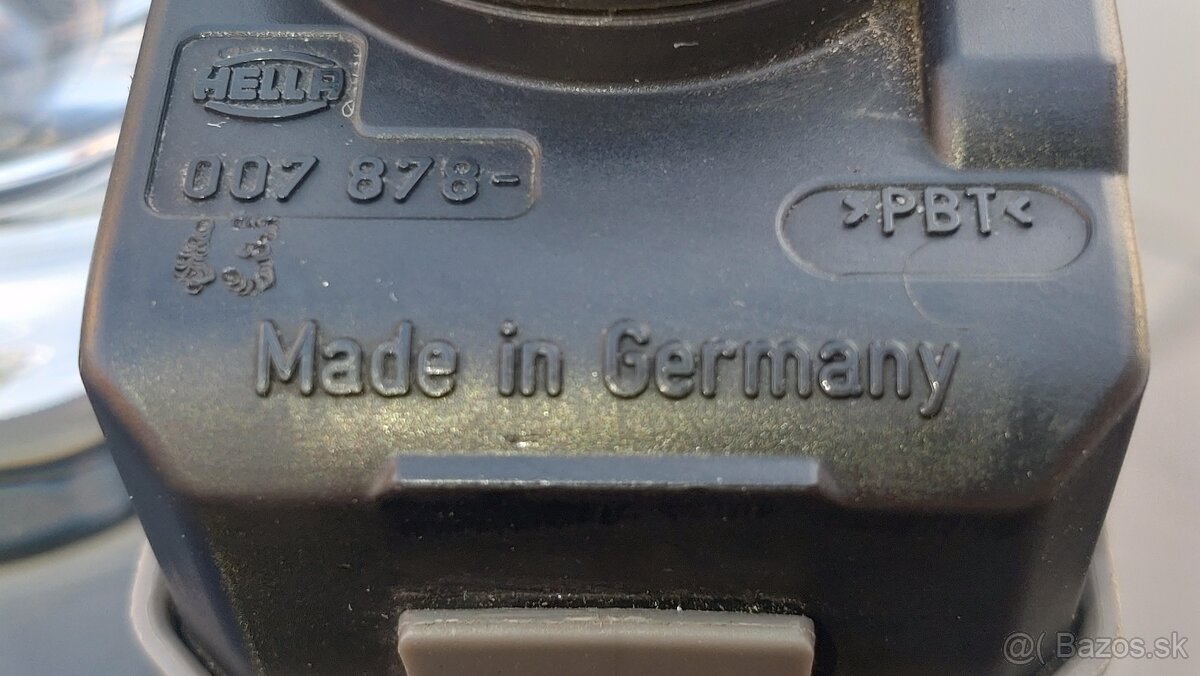 HELLA
007 878-
>PBT<
Made in Germany
@( Bazos.sk